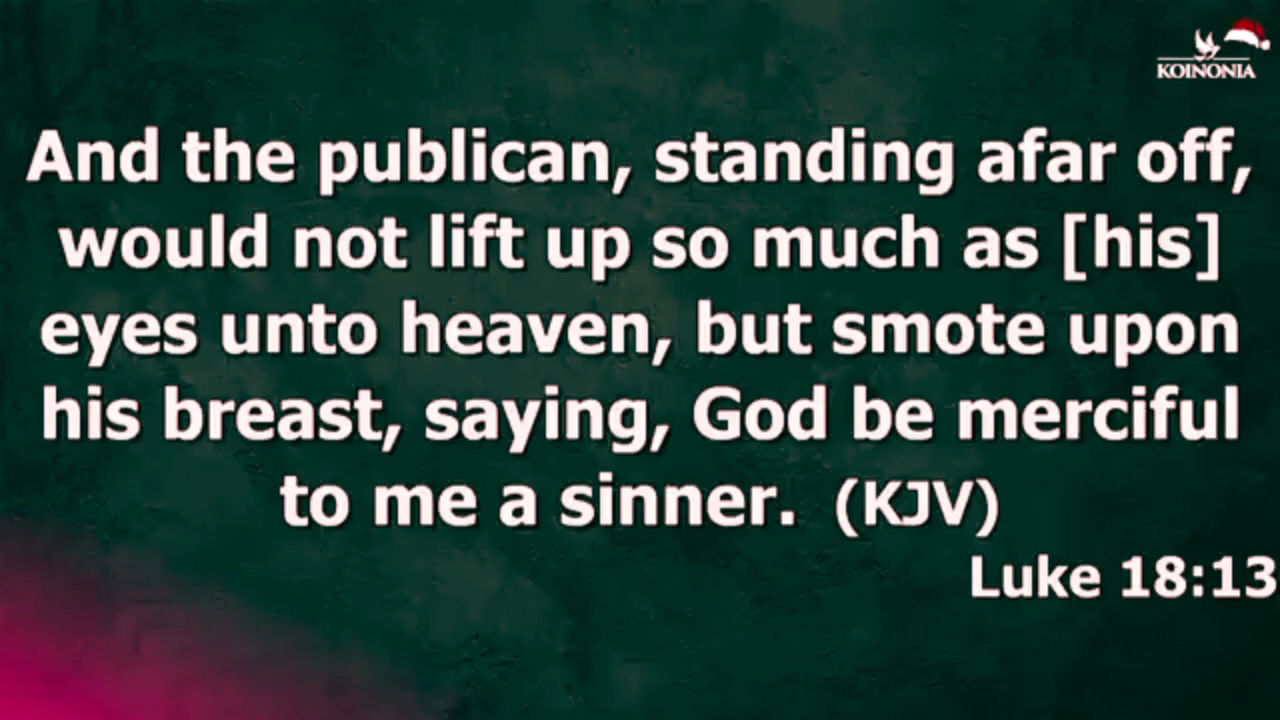 KOINONIA
And the publican, standing afar off,
would not lift up so much as [his]
eyes unto heaven, but smote upon
his breast, saying, God be merciful
to me a sinner. (KJV)
Luke 18:13